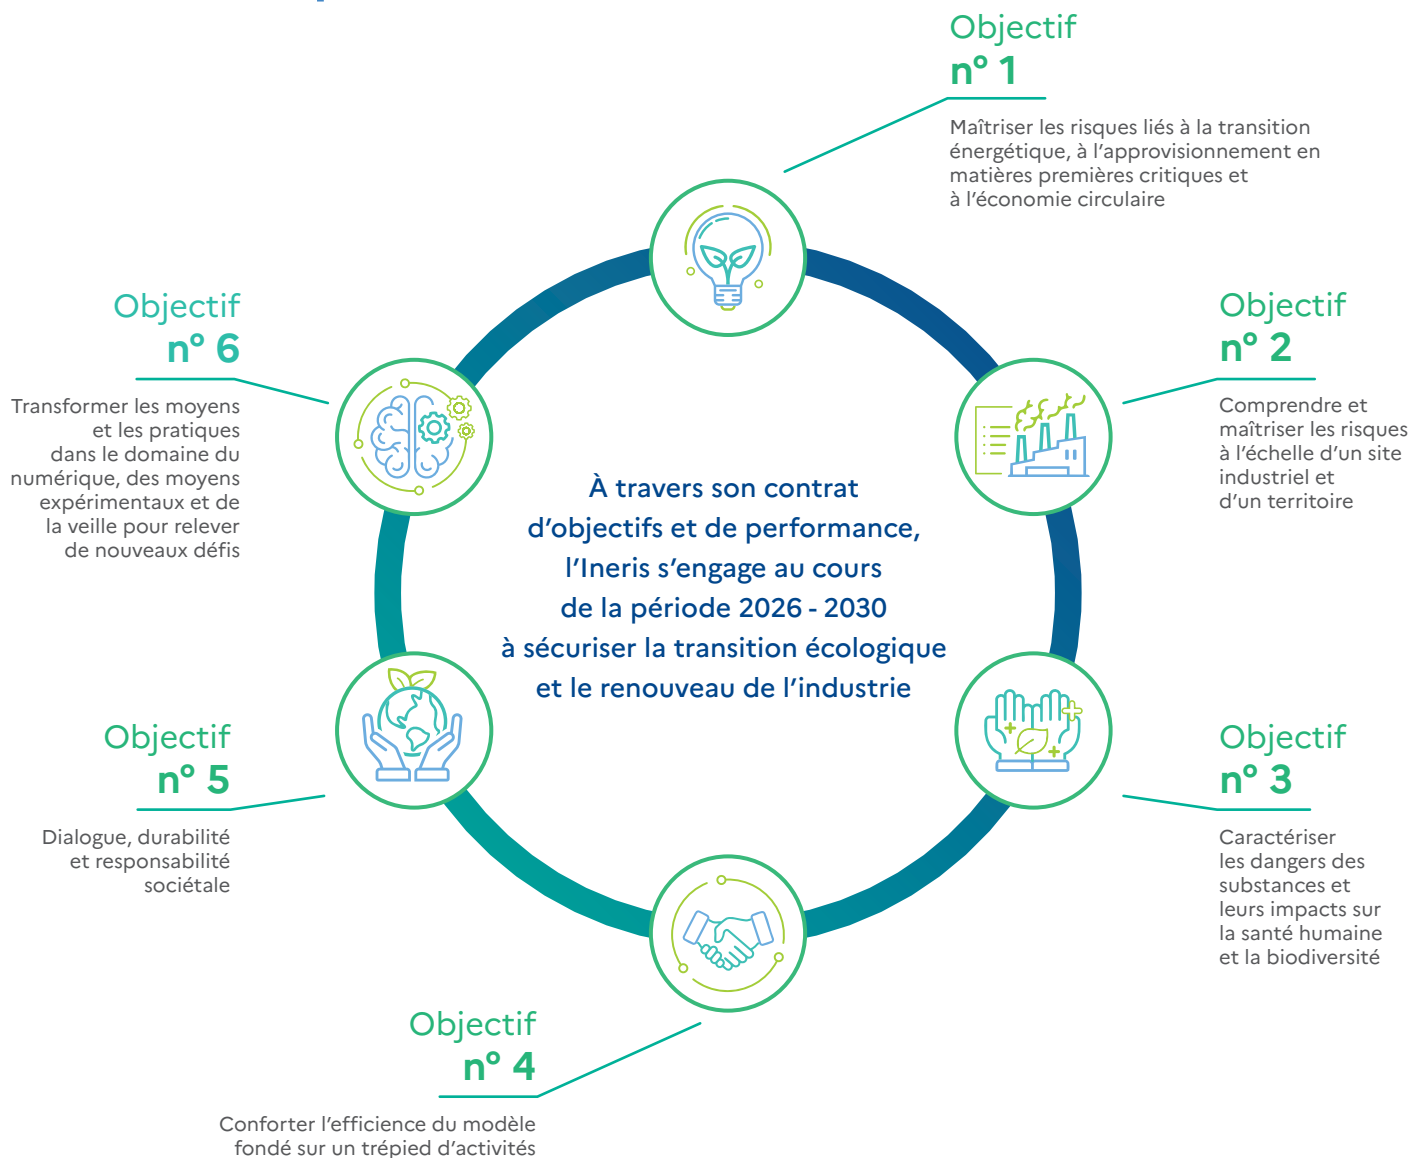 Objectif
n° 1
Maîtriser les risques liés à la transition
énergétique, à l’approvisionnement en
matières premières critiques et
à l’économie circulaire
Objectif
n° 2
Comprendre et
maîtriser les risques
à l’échelle d’un site
industriel et
d’un territoire
Objectif
n° 3
Caractériser
les dangers des
substances et
leurs impacts sur
la santé humaine
et la biodiversité
Objectif
n° 4
Conforter l’efficience du modèle
fondé sur un trépied d’activités
Objectif
n° 5
Dialogue, durabilité
et responsabilité
sociétale
Objectif
n° 6
Transformer les moyens
et les pratiques
dans le domaine du
numérique, des moyens
expérimentaux et de
la veille pour relever
de nouveaux défis
À travers son contrat
d’objectifs et de performance,
l’Ineris s’engage au cours
de la période 2026 - 2030
à sécuriser la transition écologique
et le renouveau de l’industrie